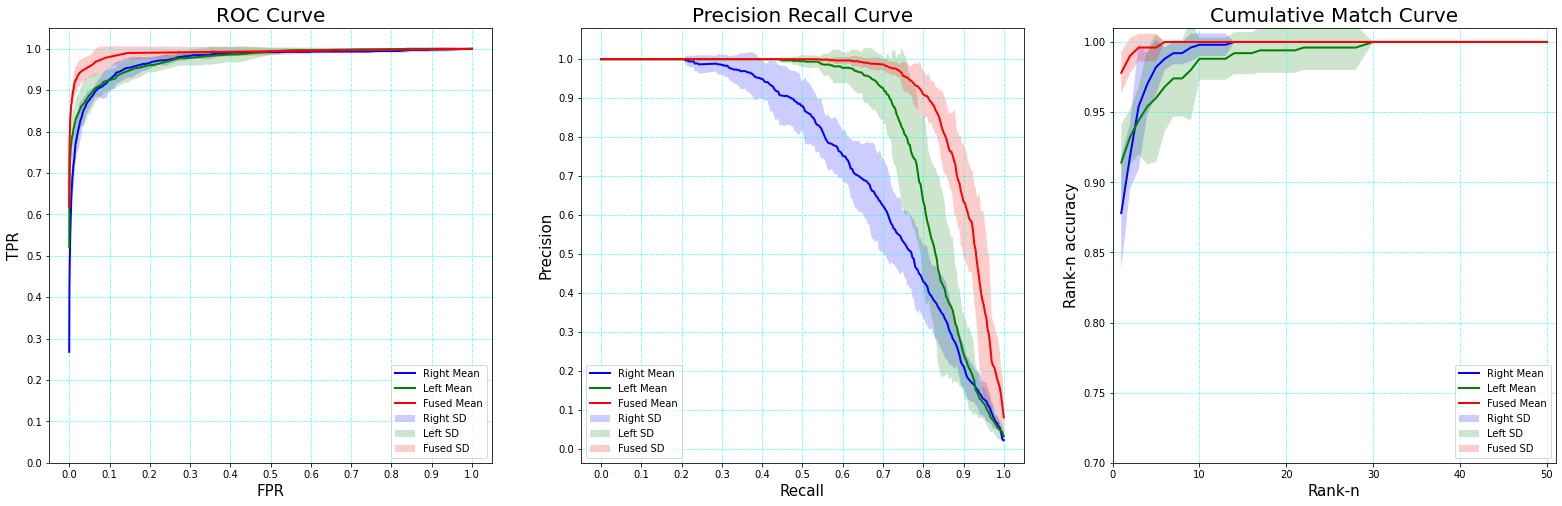 ROC Curve
1.0
0.9
0.8
0.7
0.6
0.5
0.4
0.3
0.2
0.1
0.0
TPR
0.0 0.1 0.2 0.3 0.4 0.5 0.6 0.7 0.8 0.9 1.0
FPR
Right Mean
Left Mean
Fused Mean
Right SD
Left SD
Fused SD
Precision Recall Curve
1.0
0.9
0.8
0.7
0.6
0.5
0.4
0.3
0.2
0.1
0.0
Precision
0.0 0.1 0.2 0.3 0.4 0.5 0.6 0.7 0.8 0.9 1.0
Recall
Right Mean
Left Mean
Fused Mean
Right SD
Left SD
Fused SD
Cumulative Match Curve
1.00
0.95
0.90
0.85
0.80
0.75
0.70
Rank-n accuracy
0 10 20 30 40 50
Rank-n
Right Mean
Left Mean
Fused Mean
Right SD
Left SD
Fused SD